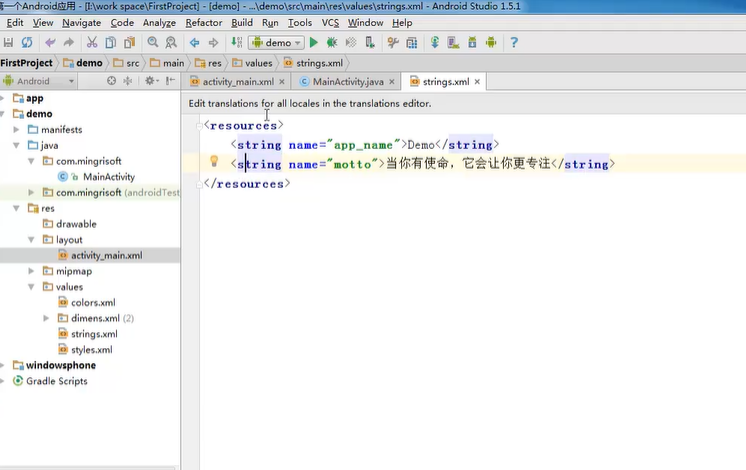 第一个Android应用 - [I:\work space\FirstProject] - [demo] - ...\demo\src\main\res\values\strings.xml - Android Studio 1.5.1
Edit View Navigate Code Analyze Refactor Build Run Tools VCS Window Help
demo
FirstProject demo src main res values strings.xml
Android
activity_main.xml MainActivity.java strings.xml
Edit translations for all locales in the translations editor.
app
demo
manifests
java
com.mingrisoft
MainActivity
com.mingrisoft (androidTest
res
drawable
layout
activity_main.xml
mipmap
values
colors.xml
dimens.xml (2)
strings.xml
styles.xml
windowsphone
Gradle Scripts
<resources>
<string name="app_name">Demo</string>
<string name="motto">当你有使命，它会让你更专注</string>
</resources>